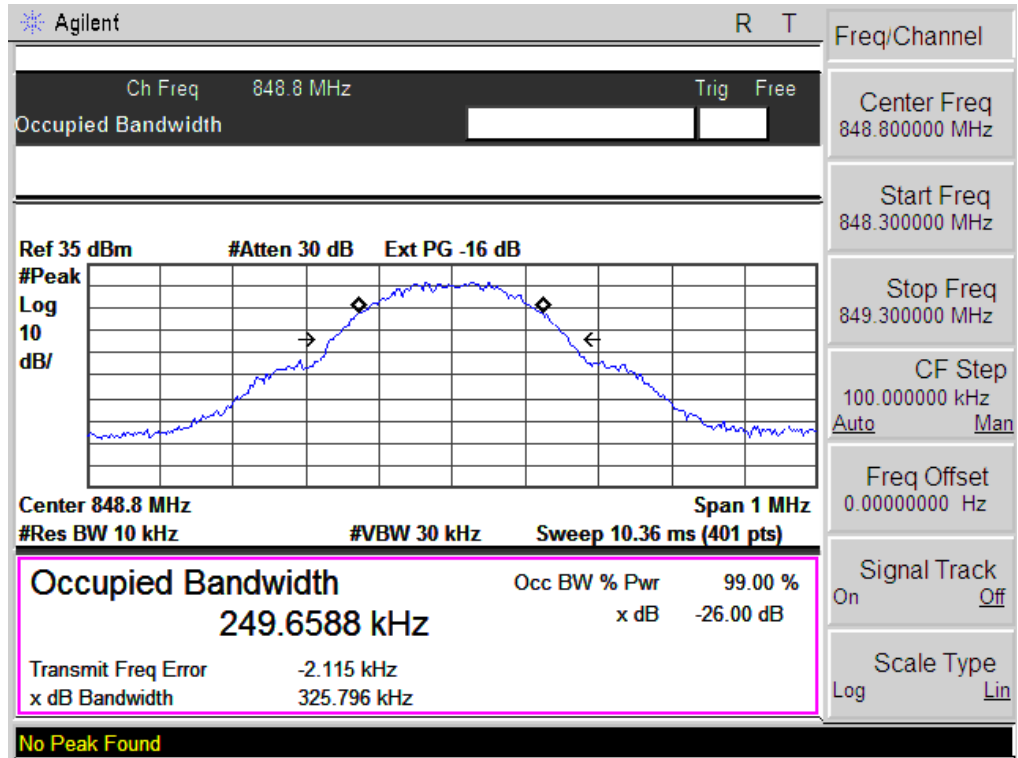 Agilent R T
Ch Freq 848.8 MHz Trig Free
Occupied Bandwidth
Ref 35 dBm #Atten 30 dB Ext PG -16 dB
#Peak
Log
10
dB/
Center 848.8 MHz Span 1 MHz
#Res BW 10 kHz #VBW 30 kHz Sweep 10.36 ms (401 pts)
Occupied Bandwidth Occ BW % Pwr 99.00 %
249.6588 kHz x dB -26.00 dB
Transmit Freq Error -2.115 kHz
x dB Bandwidth 325.796 kHz
No Peak Found
Freq/Channel
Center Freq
848.800000 MHz
Start Freq
848.300000 MHz
Stop Freq
849.300000 MHz
CF Step
100.000000 kHz
Auto Man
Freq Offset
0.00000000 Hz
Signal Track
On Off
Scale Type
Log Lin